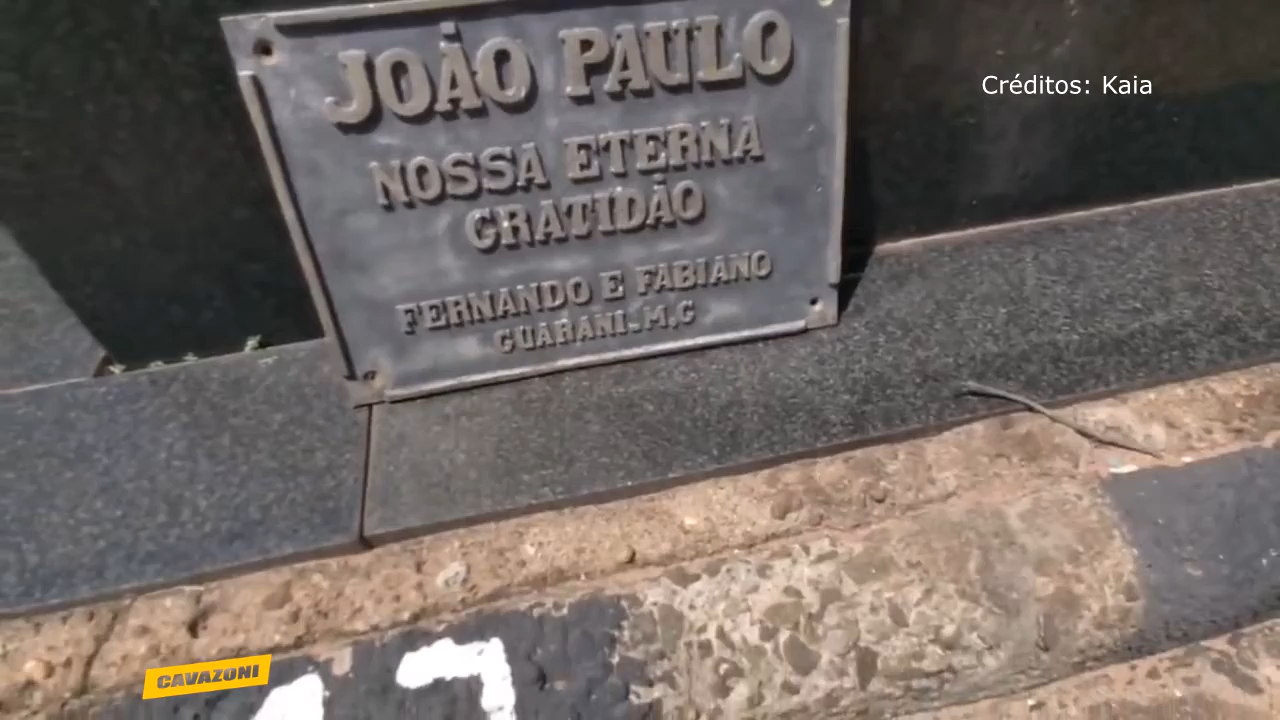 JOÃO PAULO
NOSSA ETERNA
GRATIDÃO
FERNANDO E FABIANO
GUARANI-M,G
Créditos: Kaia
CAVAZONI